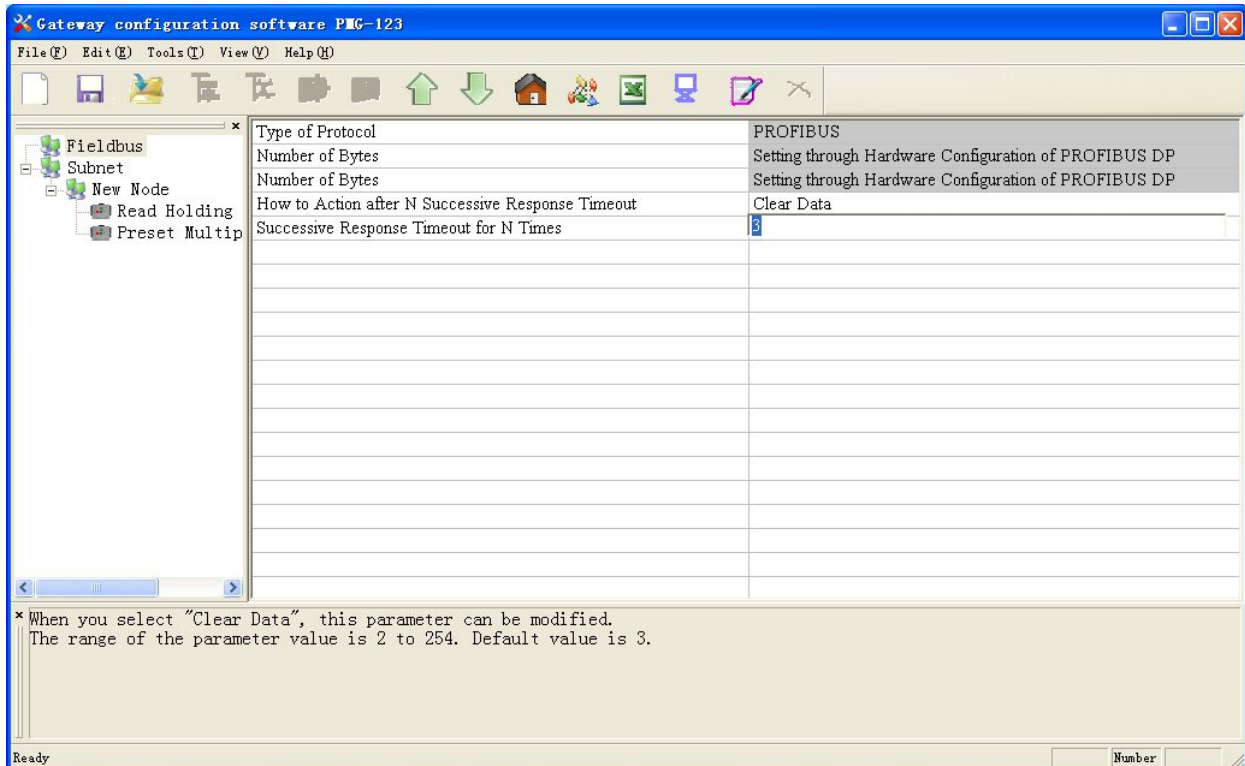 Gateway configuration software PMG-123
File(F) Edit(E) Tools(T) View(V) Help(H)
Fieldbus
Subnet
New Node
Read Holding
Preset Multip
Type of Protocol PROFIBUS
Number of Bytes Setting through Hardware Configuration of PROFIBUS DP
Number of Bytes Setting through Hardware Configuration of PROFIBUS DP
How to Action after N Successive Response Timeout Clear Data
Successive Response Timeout for N Times 3
When you select "Clear Data", this parameter can be modified.
The range of the parameter value is 2 to 254. Default value is 3.
Ready Number